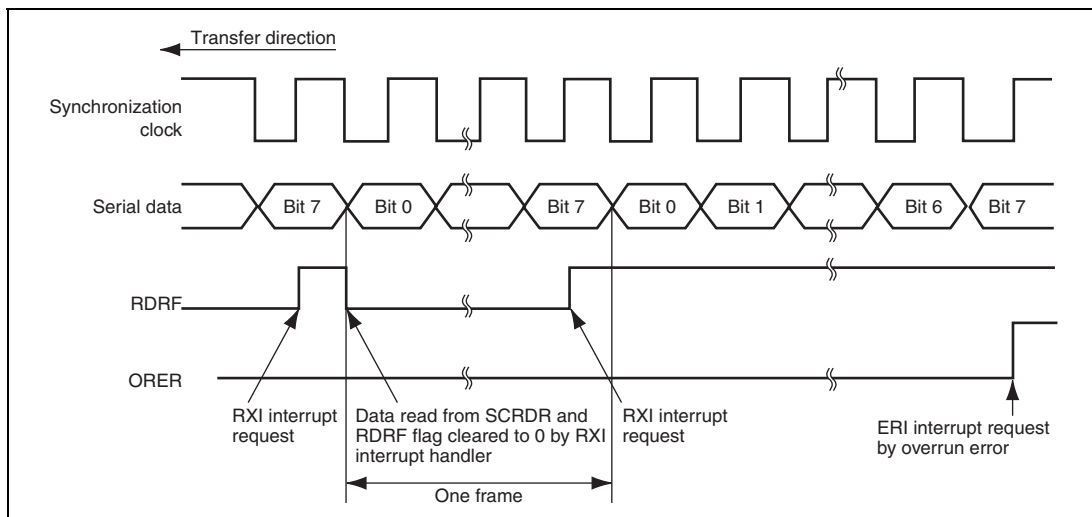 Transfer direction
Synchronization
clock
Serial data
Bit 7
Bit 0
Bit 7
Bit 0
Bit 1
Bit 6
Bit 7
RDRF
ORER
RXI interrupt
request
Data read from SCRDR and
RDRF flag cleared to 0 by RXI
interrupt handler
RXI interrupt
request
ERI interrupt request
by overrun error
One frame